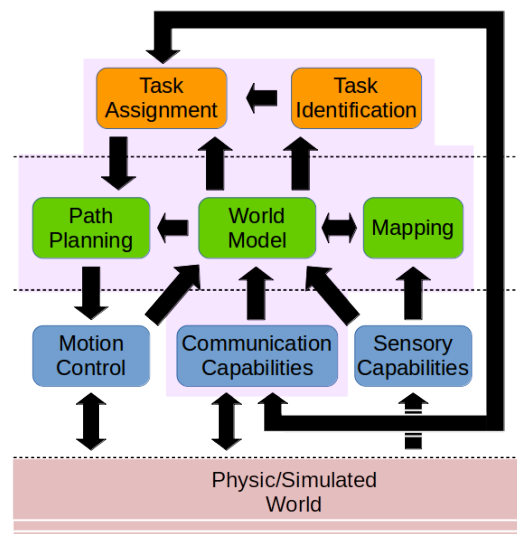 Task
Assignment
Task
Identification
Path
Planning
World
Model
Mapping
Motion
Control
Communication
Capabilities
Sensory
Capabilities
Physic/Simulated
World